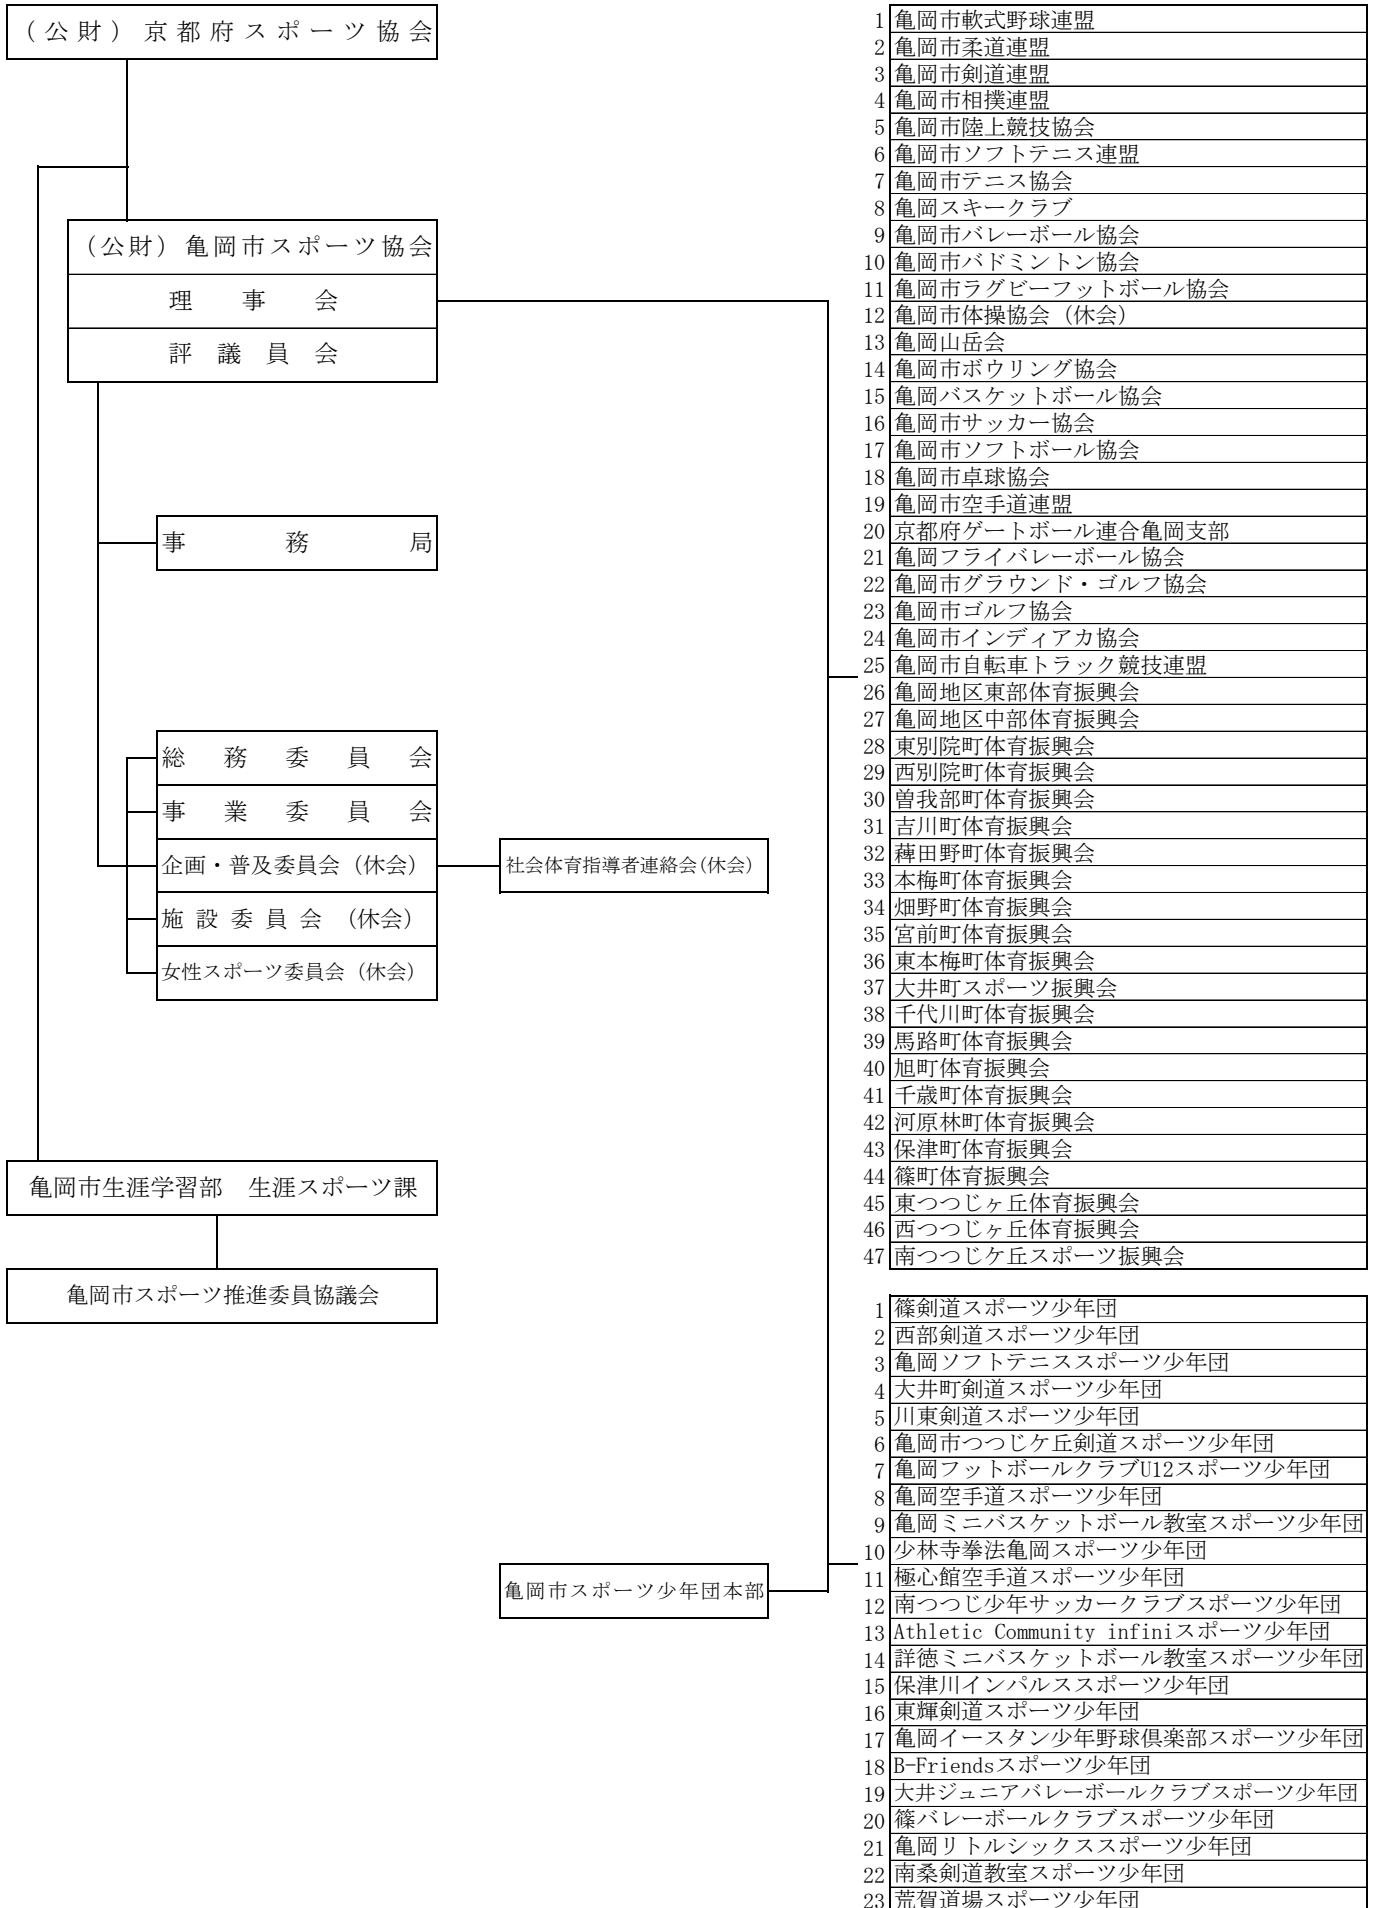 (公財)京都府スポーツ協会
(公財)亀岡市スポーツ協会
理事会
評議員会
事務局
総務委員会
事業委員会
企画・普及委員会(休会)
施設委員会 (休会)
女性スポーツ委員会(休会)
社会体育指導者連絡会(休会)
亀岡市生涯学習部 生涯スポーツ課
亀岡市スポーツ推進委員協議会
亀岡市スポーツ少年団本部
1 亀岡市軟式野球連盟
2 亀岡市柔道連盟
3 亀岡市剣道連盟
4 亀岡市相撲連盟
5 亀岡市陸上競技協会
6 亀岡市ソフトテニス連盟
7 亀岡市テニス協会
8 亀岡スキークラブ
9 亀岡市バレーボール協会
10 亀岡市バドミントン協会
11 亀岡市ラグビーフットボール協会
12 亀岡市体操協会(休会)
13 亀岡山岳会
14 亀岡市ボウリング協会
15 亀岡バスケットボール協会
16 亀岡市サッカー協会
17 亀岡市ソフトボール協会
18 亀岡市卓球協会
19 亀岡市空手道連盟
20 京都府ゲートボール連合亀岡支部
21 亀岡フライバレーボール協会
22 亀岡市グラウンド・ゴルフ協会
23 亀岡市ゴルフ協会
24 亀岡市インディアカ協会
25 亀岡市自転車トラック競技連盟
26 亀岡地区東部体育振興会
27 亀岡地区中部体育振興会
28 東別院町体育振興会
29 西別院町体育振興会
30 曽我部町体育振興会
31 吉川町体育振興会
32 薭田野町体育振興会
33 本梅町体育振興会
34 畑野町体育振興会
35 宮前町体育振興会
36 東本梅町体育振興会
37 大井町スポーツ振興会
38 千代川町体育振興会
39 馬路町体育振興会
40 旭町体育振興会
41 千歳町体育振興会
42 河原林町体育振興会
43 保津町体育振興会
44 篠町体育振興会
45 東つつじヶ丘体育振興会
46 西つつじヶ丘体育振興会
47 南つつじケ丘スポーツ振興会
1 篠剣道スポーツ少年団
2 西部剣道スポーツ少年団
3 亀岡ソフトテニススポーツ少年団
4 大井町剣道スポーツ少年団
5 川東剣道スポーツ少年団
6 亀岡市つつじケ丘剣道スポーツ少年団
7 亀岡フットボールクラブU12スポーツ少年団
8 亀岡空手道スポーツ少年団
9 亀岡ミニバスケットボール教室スポーツ少年団
10 少林寺拳法亀岡スポーツ少年団
11 極心館空手道スポーツ少年団
12 南つつじ少年サッカークラブスポーツ少年団
13 Athletic Community infiniスポーツ少年団
14 詳徳ミニバスケットボール教室スポーツ少年団
15 保津川インパルススポーツ少年団
16 東輝剣道スポーツ少年団
17 亀岡イースタン少年野球倶楽部スポーツ少年団
18 B-Friendsスポーツ少年団
19 大井ジュニアバレーボールクラブスポーツ少年団
20 篠バレーボールクラブスポーツ少年団
21 亀岡リトルシックススポーツ少年団
22 南桑剣道教室スポーツ少年団
23 荒賀道場スポーツ少年団